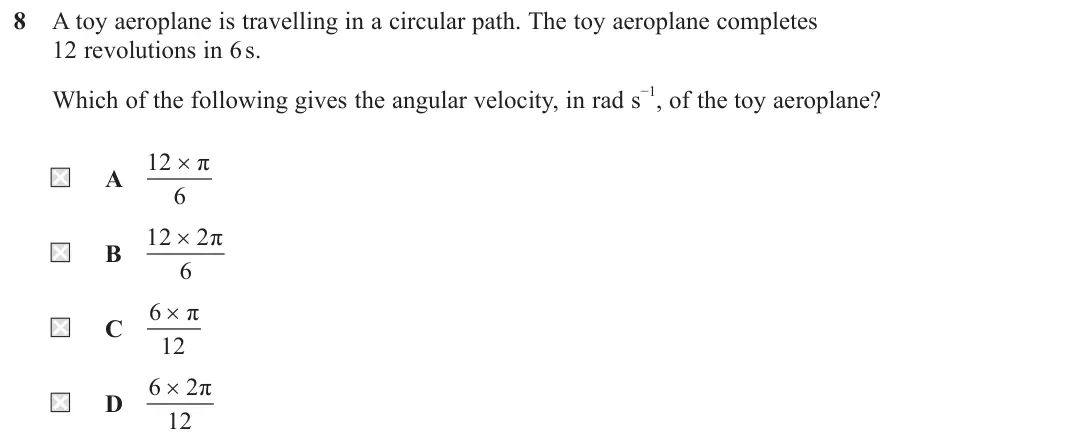 8 A toy aeroplane is travelling in a circular path. The toy aeroplane completes
12 revolutions in 6 s.
Which of the following gives the angular velocity, in rad s⁻¹, of the toy aeroplane?
A 12 × π / 6
B 12 × 2π / 6
C 6 × π / 12
D 6 × 2π / 12